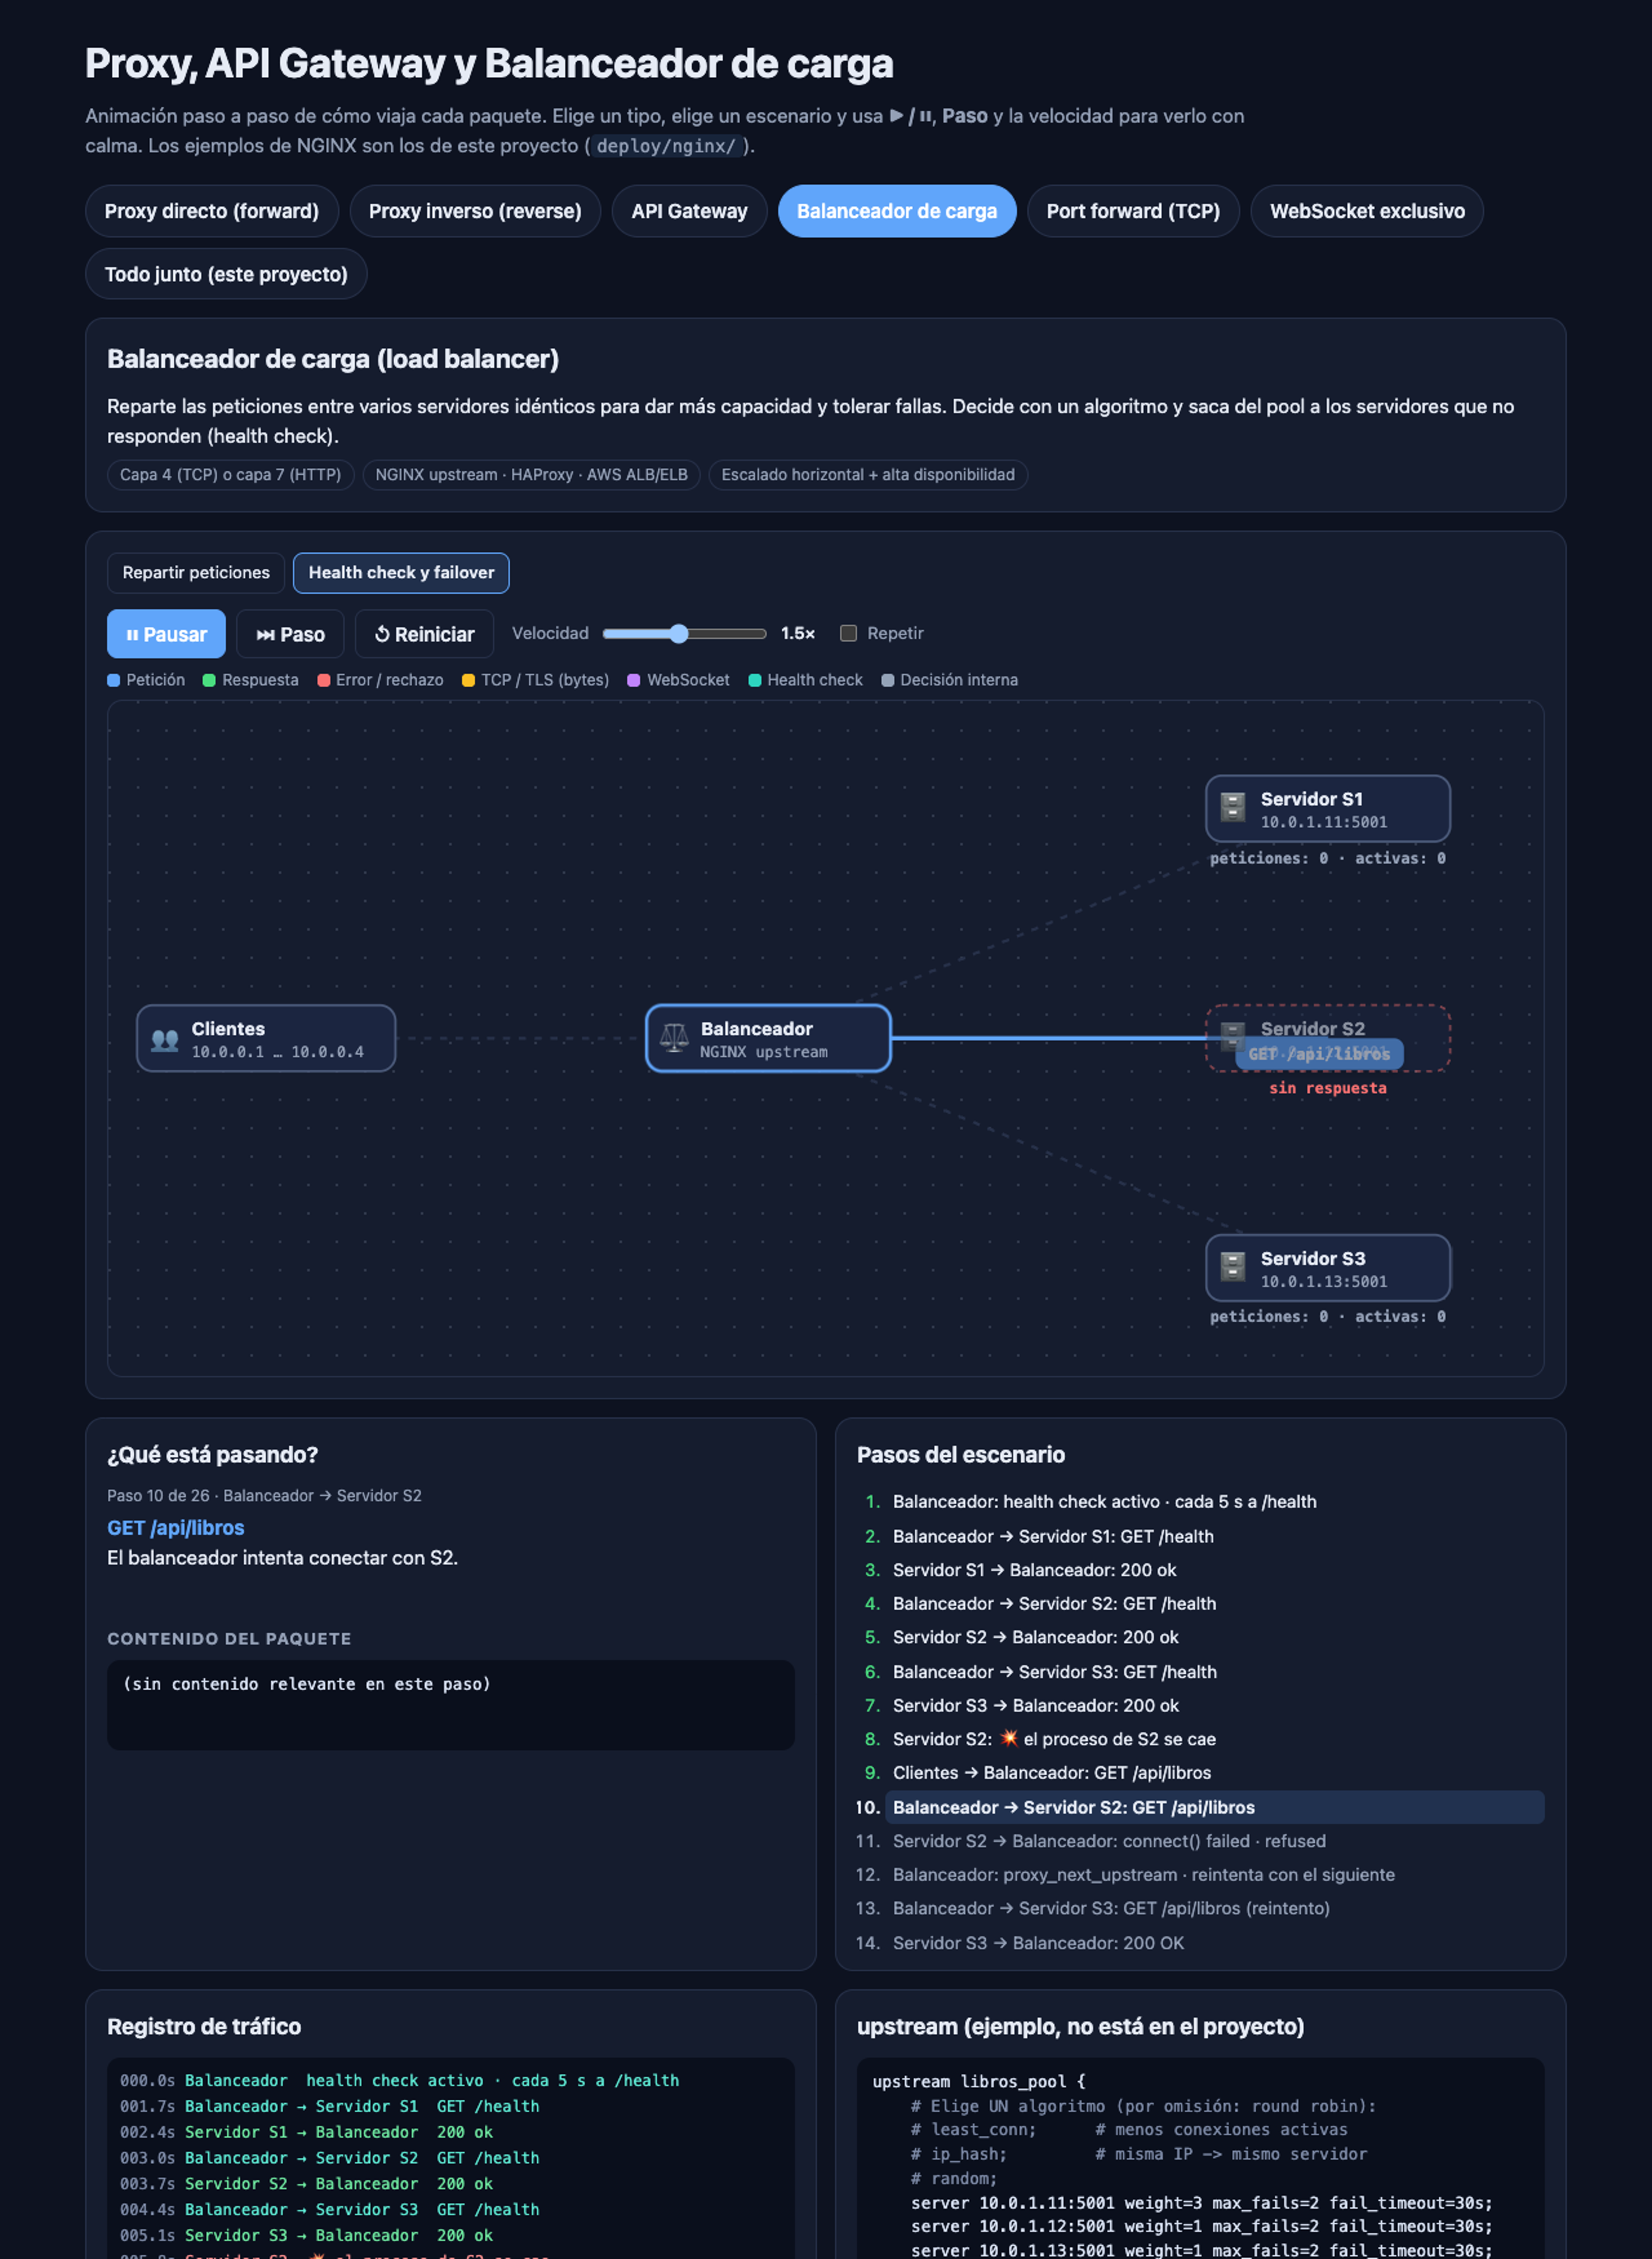 Proxy, API Gateway y Balanceador de carga
Animación paso a paso de cómo viaja cada paquete. Elige un tipo, elige un escenario y usa ▶ / ⏸, Paso y la velocidad para verlo con
calma. Los ejemplos de NGINX son los de este proyecto ( deploy/nginx/ ).
Proxy directo (forward)
Proxy inverso (reverse)
API Gateway
Balanceador de carga
Port forward (TCP)
WebSocket exclusivo
Todo junto (este proyecto)
Balanceador de carga (load balancer)
Reparte las peticiones entre varios servidores idénticos para dar más capacidad y tolerar fallas. Decide con un algoritmo y saca del pool a los servidores que no
responden (health check).
Capa 4 (TCP) o capa 7 (HTTP)
NGINX upstream · HAProxy · AWS ALB/ELB
Escalado horizontal + alta disponibilidad
Repartir peticiones
Health check y failover
⏸ Pausar
⏭ Paso
↺ Reiniciar
Velocidad
1.5×
Repetir
Petición
Respuesta
Error / rechazo
TCP / TLS (bytes)
WebSocket
Health check
Decisión interna
Servidor S1
10.0.1.11:5001
peticiones: 0 · activas: 0
Clientes
10.0.0.1 … 10.0.0.4
Balanceador
NGINX upstream
Servidor S2
GET /api/libros
sin respuesta
Servidor S3
10.0.1.13:5001
peticiones: 0 · activas: 0
¿Qué está pasando?
Paso 10 de 26 · Balanceador → Servidor S2
GET /api/libros
El balanceador intenta conectar con S2.
CONTENIDO DEL PAQUETE
(sin contenido relevante en este paso)
Pasos del escenario
1. Balanceador: health check activo · cada 5 s a /health
2. Balanceador → Servidor S1: GET /health
3. Servidor S1 → Balanceador: 200 ok
4. Balanceador → Servidor S2: GET /health
5. Servidor S2 → Balanceador: 200 ok
6. Balanceador → Servidor S3: GET /health
7. Servidor S3 → Balanceador: 200 ok
8. Servidor S2: 💥 el proceso de S2 se cae
9. Clientes → Balanceador: GET /api/libros
10. Balanceador → Servidor S2: GET /api/libros
11. Servidor S2 → Balanceador: connect() failed · refused
12. Balanceador: proxy_next_upstream · reintenta con el siguiente
13. Balanceador → Servidor S3: GET /api/libros (reintento)
14. Servidor S3 → Balanceador: 200 OK
Registro de tráfico
000.0s Balanceador  health check activo · cada 5 s a /health
001.7s Balanceador → Servidor S1  GET /health
002.4s Servidor S1 → Balanceador  200 ok
003.0s Balanceador → Servidor S2  GET /health
003.7s Servidor S2 → Balanceador  200 ok
004.4s Balanceador → Servidor S3  GET /health
005.1s Servidor S3 → Balanceador  200 ok
upstream (ejemplo, no está en el proyecto)
upstream libros_pool {
# Elige UN algoritmo (por omisión: round robin):
# least_conn;      # menos conexiones activas
# ip_hash;         # misma IP -> mismo servidor
# random;
server 10.0.1.11:5001 weight=3 max_fails=2 fail_timeout=30s;
server 10.0.1.12:5001 weight=1 max_fails=2 fail_timeout=30s;
server 10.0.1.13:5001 weight=1 max_fails=2 fail_timeout=30s;